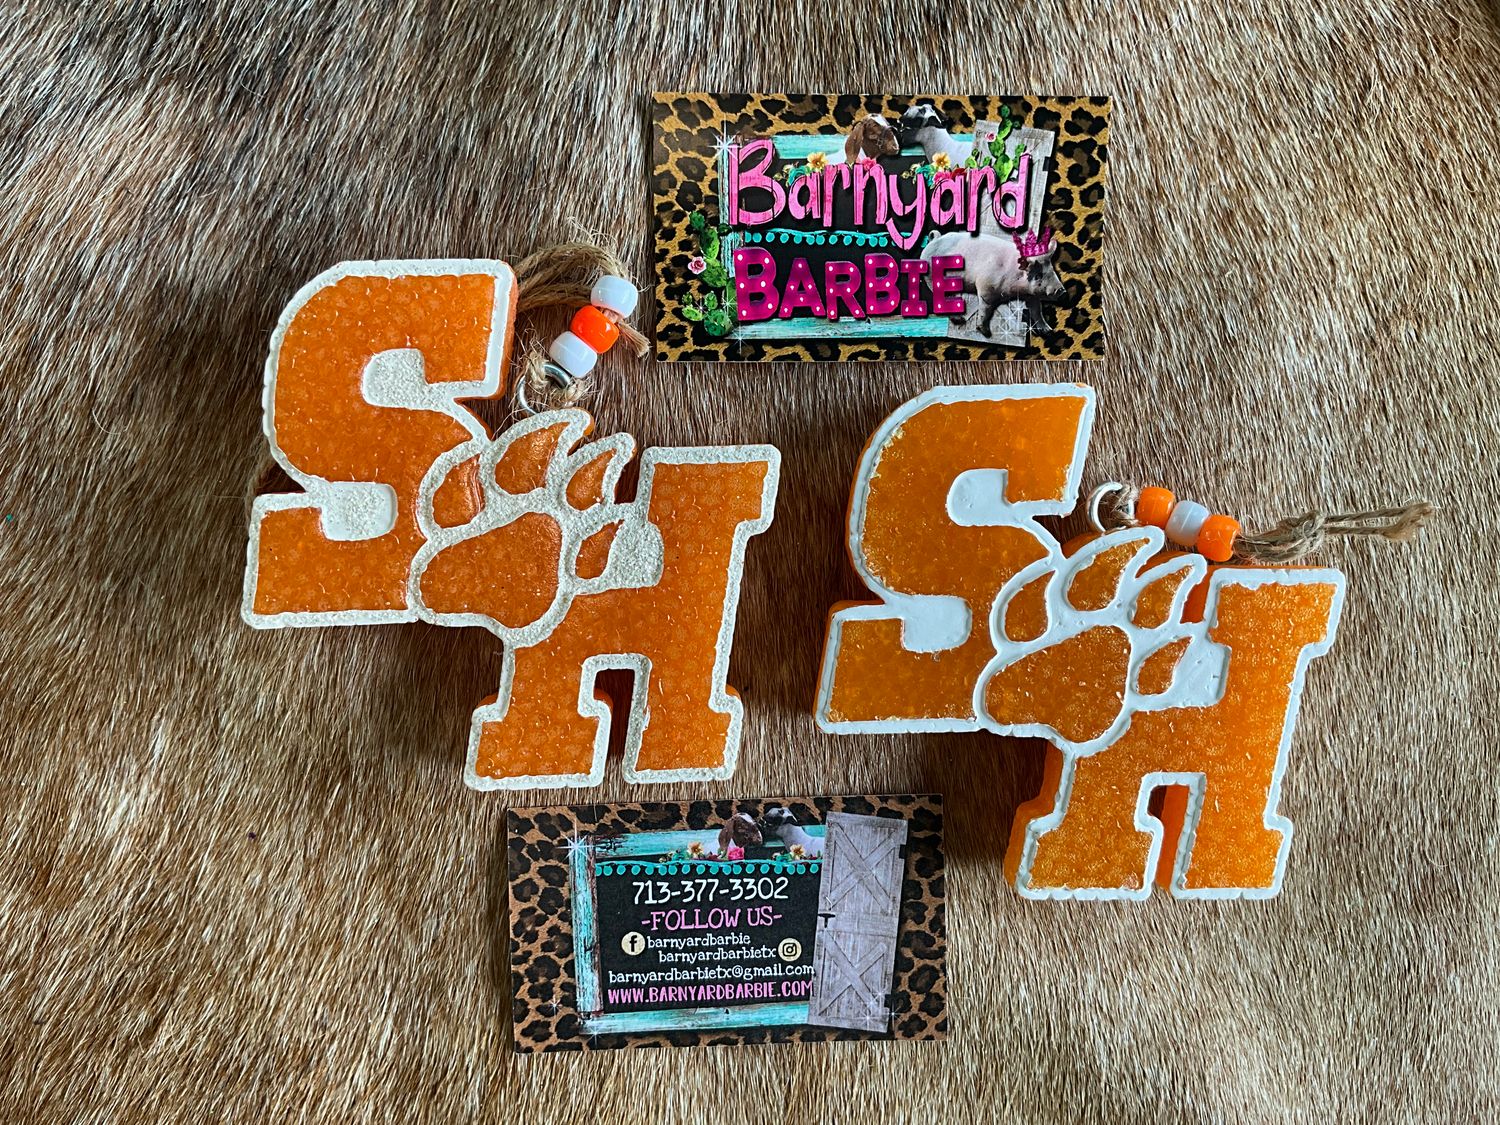 Barnyard
BARBIE
SH
SH
713-377-3302
-FOLLOW US-
barnyardbarbie
barnyardbarbietx
barnyardbarbietx@gmail.com
WWW.BARNYARDBARBIE.COM